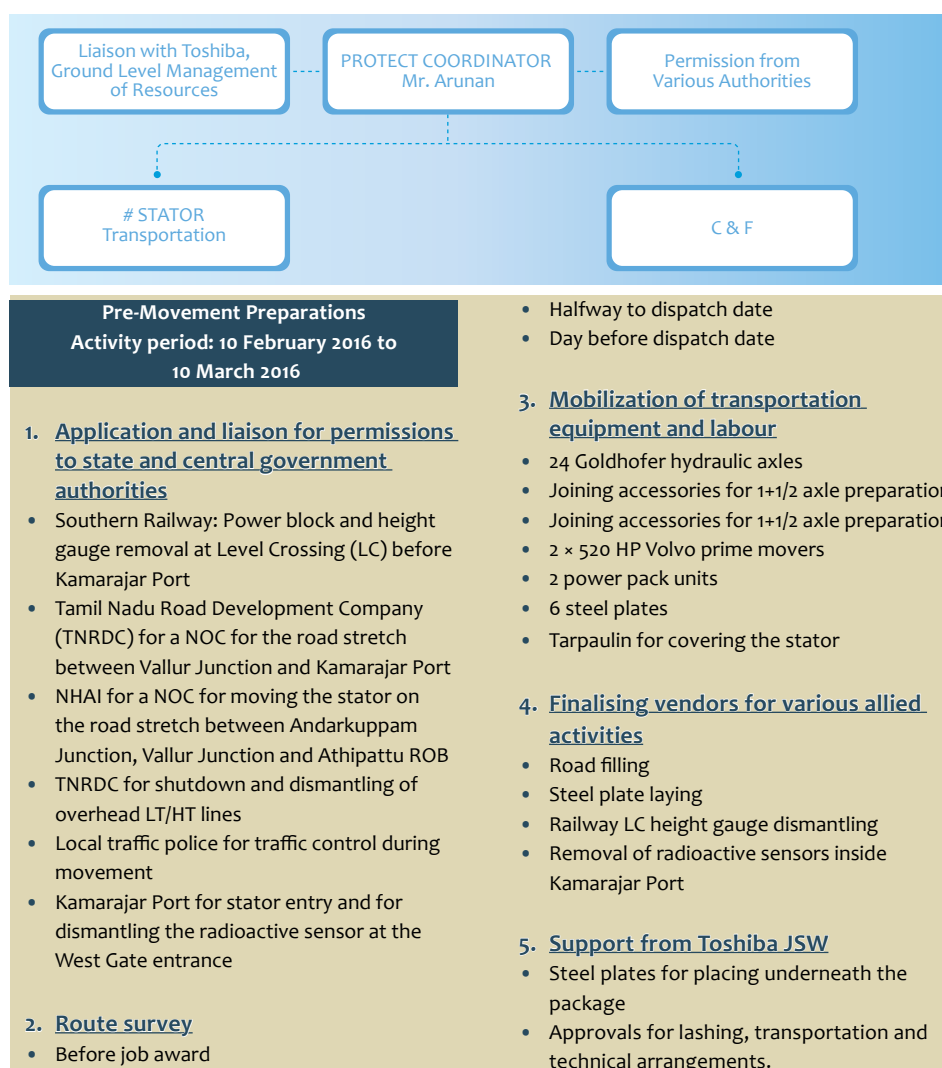 Liaison with Toshiba,
Ground Level Management
of Resources
PROTECT COORDINATOR
Mr. Arunan
Permission from
Various Authorities
# STATOR
Transportation
C & F
Pre-Movement Preparations
Activity period: 10 February 2016 to
10 March 2016
1. Application and liaison for permissions
to state and central government
authorities
• Southern Railway: Power block and height
gauge removal at Level Crossing (LC) before
Kamarajar Port
• Tamil Nadu Road Development Company
(TNRDC) for a NOC for the road stretch
between Vallur Junction and Kamarajar Port
• NHAI for a NOC for moving the stator on
the road stretch between Andarkuppam
Junction, Vallur Junction and Athipattu ROB
• TNRDC for shutdown and dismantling of
overhead LT/HT lines
• Local traffic police for traffic control during
movement
• Kamarajar Port for stator entry and for
dismantling the radioactive sensor at the
West Gate entrance
2. Route survey
• Before job award
• Halfway to dispatch date
• Day before dispatch date
3. Mobilization of transportation
equipment and labour
• 24 Goldhofer hydraulic axles
• Joining accessories for 1+1/2 axle preparation
• Joining accessories for 1+1/2 axle preparation
• 2 × 520 HP Volvo prime movers
• 2 power pack units
• 6 steel plates
• Tarpaulin for covering the stator
4. Finalising vendors for various allied
activities
• Road filling
• Steel plate laying
• Railway LC height gauge dismantling
• Removal of radioactive sensors inside
Kamarajar Port
5. Support from Toshiba JSW
• Steel plates for placing underneath the
package
• Approvals for lashing, transportation and
technical arrangements.